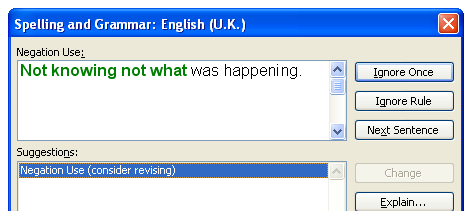 Spelling and Grammar: English (U.K.)
Negation Use:
Not knowing not what was happening.
Ignore Once
Ignore Rule
Next Sentence
Suggestions:
Negation Use (consider revising)
Change
Explain...